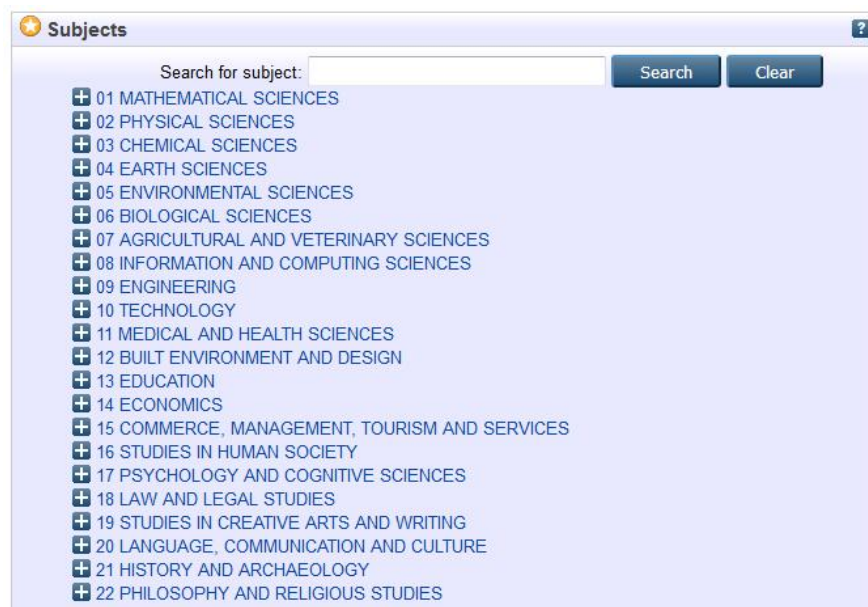 Subjects
?
Search for subject: Search Clear
01 MATHEMATICAL SCIENCES
02 PHYSICAL SCIENCES
03 CHEMICAL SCIENCES
04 EARTH SCIENCES
05 ENVIRONMENTAL SCIENCES
06 BIOLOGICAL SCIENCES
07 AGRICULTURAL AND VETERINARY SCIENCES
08 INFORMATION AND COMPUTING SCIENCES
09 ENGINEERING
10 TECHNOLOGY
11 MEDICAL AND HEALTH SCIENCES
12 BUILT ENVIRONMENT AND DESIGN
13 EDUCATION
14 ECONOMICS
15 COMMERCE, MANAGEMENT, TOURISM AND SERVICES
16 STUDIES IN HUMAN SOCIETY
17 PSYCHOLOGY AND COGNITIVE SCIENCES
18 LAW AND LEGAL STUDIES
19 STUDIES IN CREATIVE ARTS AND WRITING
20 LANGUAGE, COMMUNICATION AND CULTURE
21 HISTORY AND ARCHAEOLOGY
22 PHILOSOPHY AND RELIGIOUS STUDIES